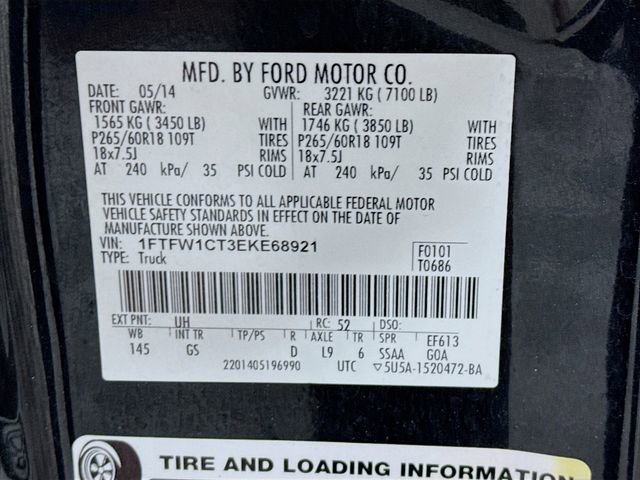 MFD. BY FORD MOTOR CO.
DATE: 05/14 GVWR: 3221 KG ( 7100 LB)
FRONT GAWR: REAR GAWR:
1565 KG ( 3450 LB) WITH 1746 KG ( 3850 LB) WITH
P265/60R18 109T TIRES P265/60R18 109T TIRES
18x7.5J RIMS 18x7.5J RIMS
AT 240 kPa/ 35 PSI COLD AT 240 kPa/ 35 PSI COLD
THIS VEHICLE CONFORMS TO ALL APPLICABLE FEDERAL MOTOR
VEHICLE SAFETY STANDARDS IN EFFECT ON THE DATE OF
MANUFACTURE SHOWN ABOVE.
VIN: 1FTFW1CT3EKE68921 F0101
TYPE: Truck T0686
EXT PNT: UH RC: 52 DSO:
WB INT TR TP/PS R AXLE TR SPR EF613
145 GS D L9 6 SSAA GOA
2201405196990 UTC ▽5U5A-1520472-BA
TIRE AND LOADING INFORMATION